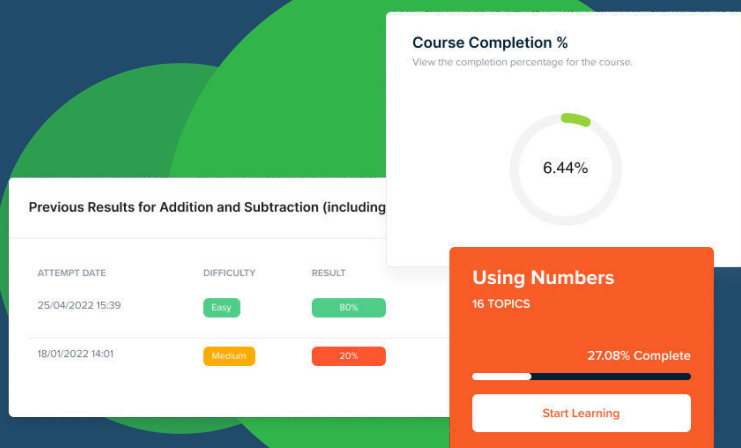 Course Completion %
View the completion percentage for the course.
6.44%
Previous Results for Addition and Subtraction (including
ATTEMPT DATE DIFFICULTY RESULT
25/04/2022 15:39 Easy 80%
18/01/2022 14:01 Medium 20%
Using Numbers
16 TOPICS
27.08% Complete
Start Learning